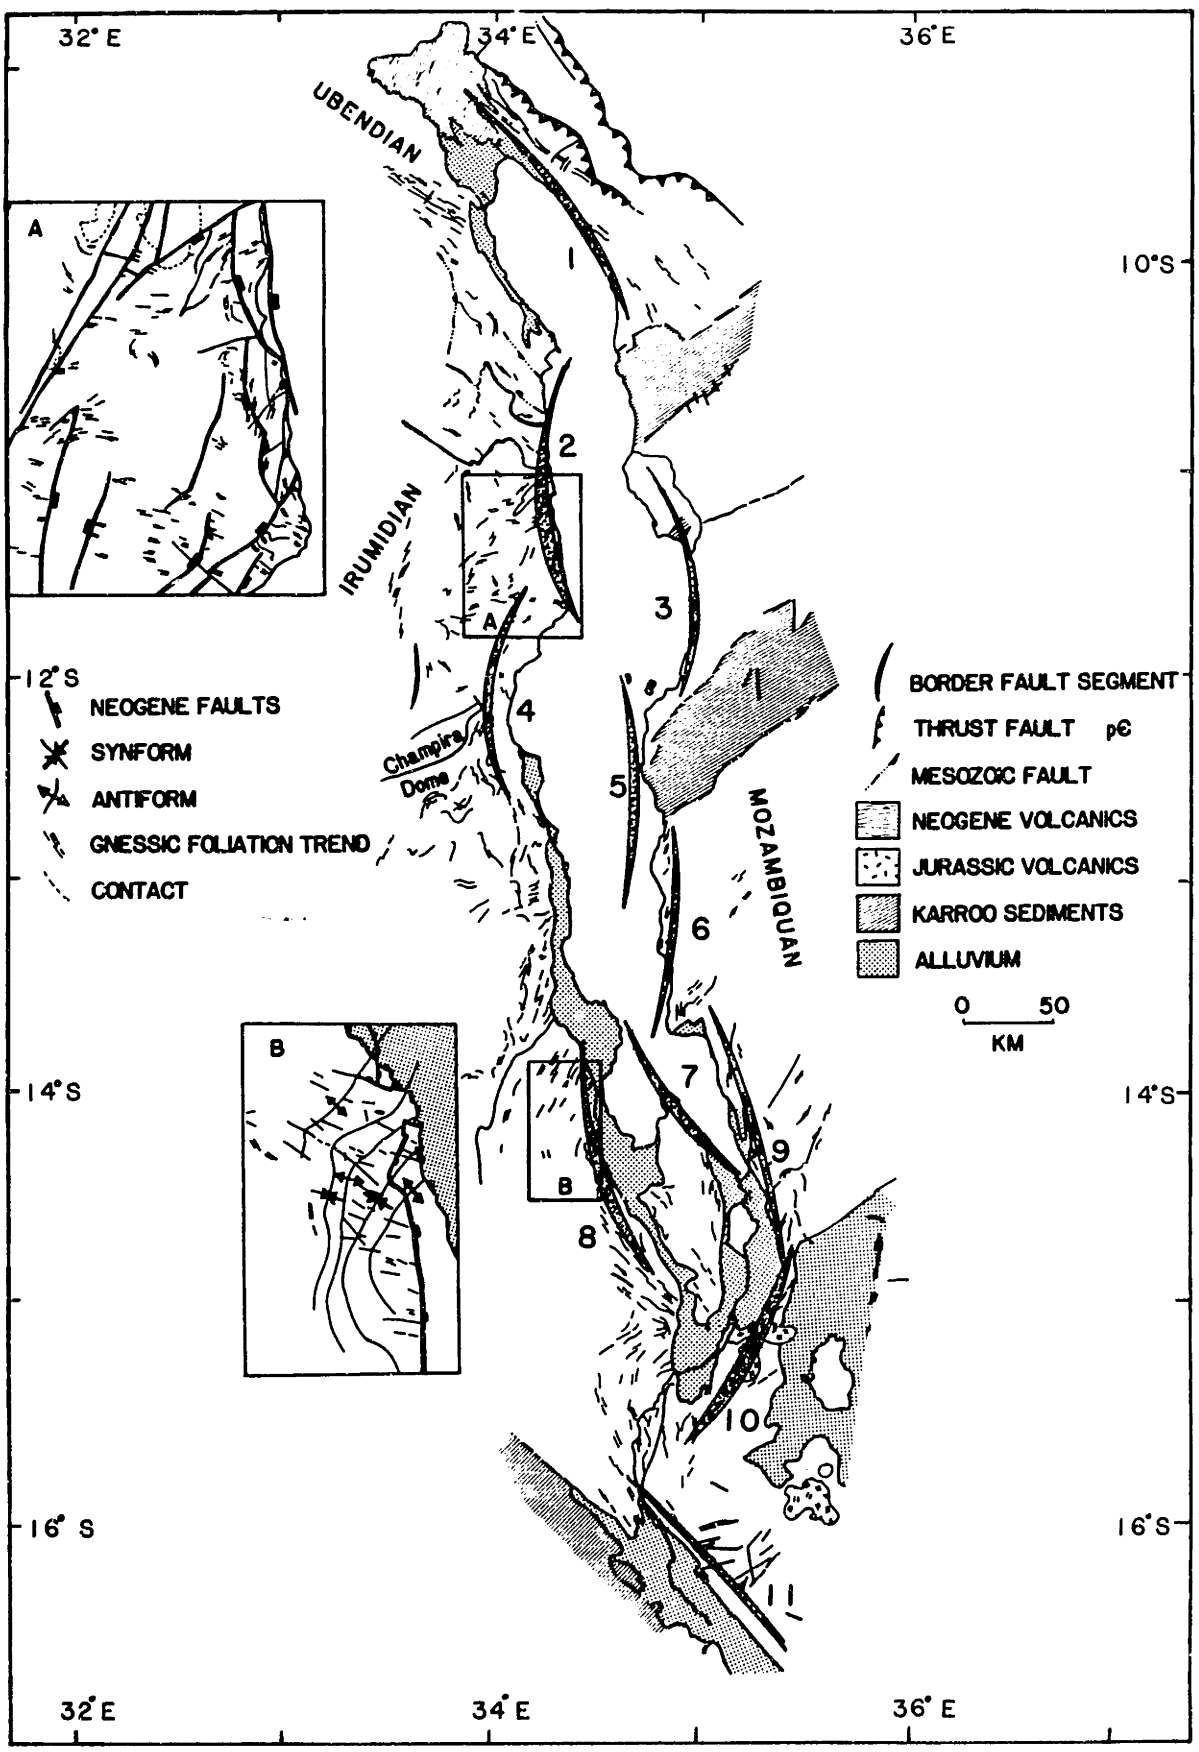 32°E
34°E
36°E
UBENDIAN
A
10°S
1
2
IRUMIDIAN
A
3
12°S
NEOGENE FAULTS
SYNFORM
ANTIFORM
GNESSIC FOLIATION TREND
CONTACT
4
Champira
Dome
5
MOZAMBIQUAN
6
BORDER FAULT SEGMENT
THRUST FAULT p€
MESOZOIC FAULT
NEOGENE VOLCANICS
JURASSIC VOLCANICS
KARROO SEDIMENTS
ALLUVIUM
0 50
KM
B
14°S
14°S
7
9
B
8
10
16°S
16°S
11
32°E
34°E
36°E